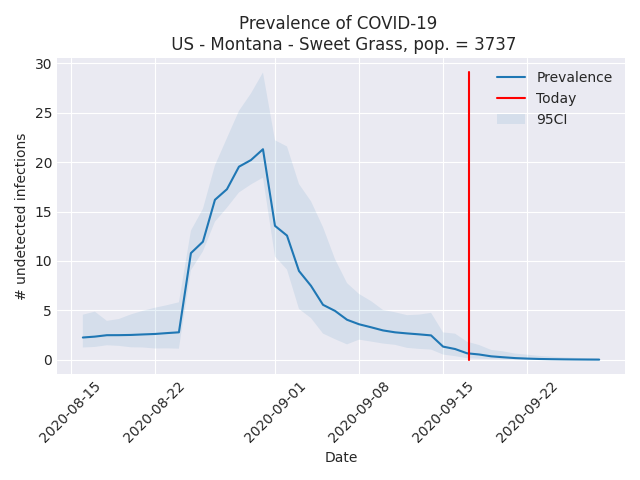 Prevalence of COVID-19
US - Montana - Sweet Grass, pop. = 3737
30
25
20
15
10
5
0
# undetected infections
Prevalence
Today
95CI
2020-08-15
2020-08-22
2020-09-01
2020-09-08
2020-09-15
2020-09-22
Date